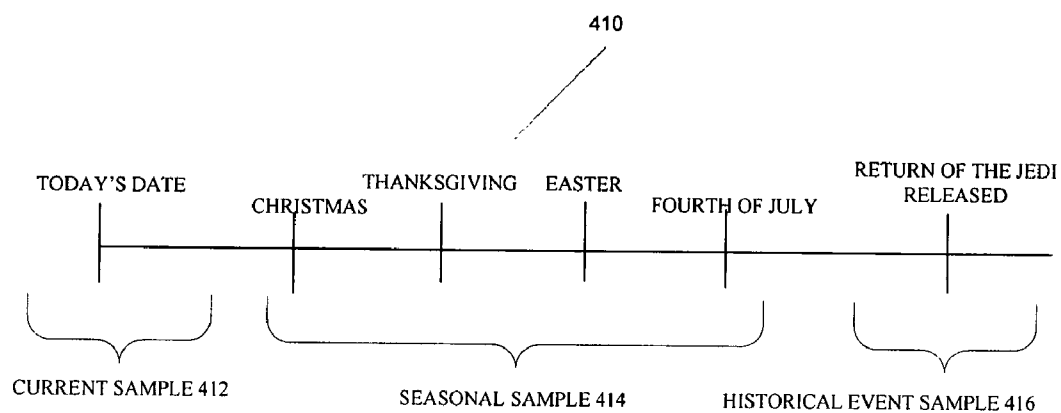 410
TODAY'S DATE
CHRISTMAS
THANKSGIVING
EASTER
FOURTH OF JULY
RETURN OF THE JEDI
RELEASED
CURRENT SAMPLE 412
SEASONAL SAMPLE 414
HISTORICAL EVENT SAMPLE 416